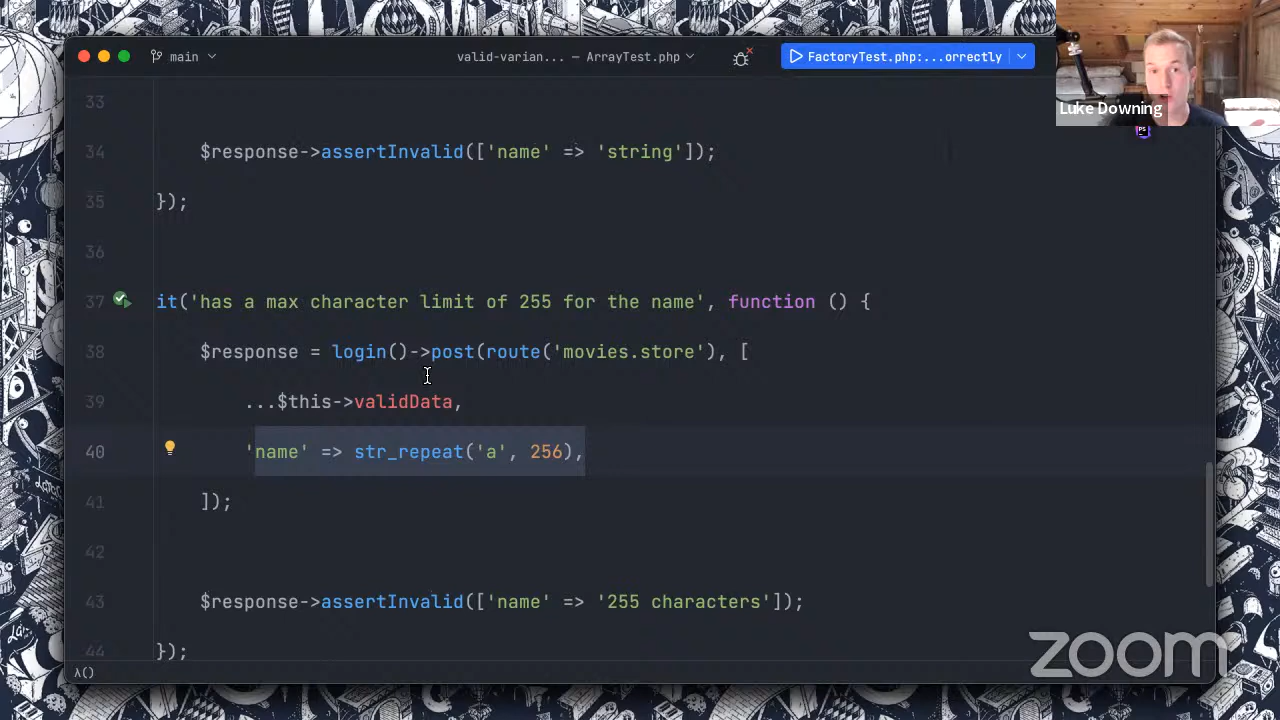 main
valid-varian... — ArrayTest.php
FactoryTest.php:...orrectly
Luke Downing
PS
33
34 $response->assertInvalid(['name' => 'string']);
35 });
36
37 it('has a max character limit of 255 for the name', function () {
38 $response = login()->post(route('movies.store'), [
39 ...$this->validData,
40 'name' => str_repeat('a', 256),
41 ]);
42
43 $response->assertInvalid(['name' => '255 characters']);
44 });
λ()
zoom